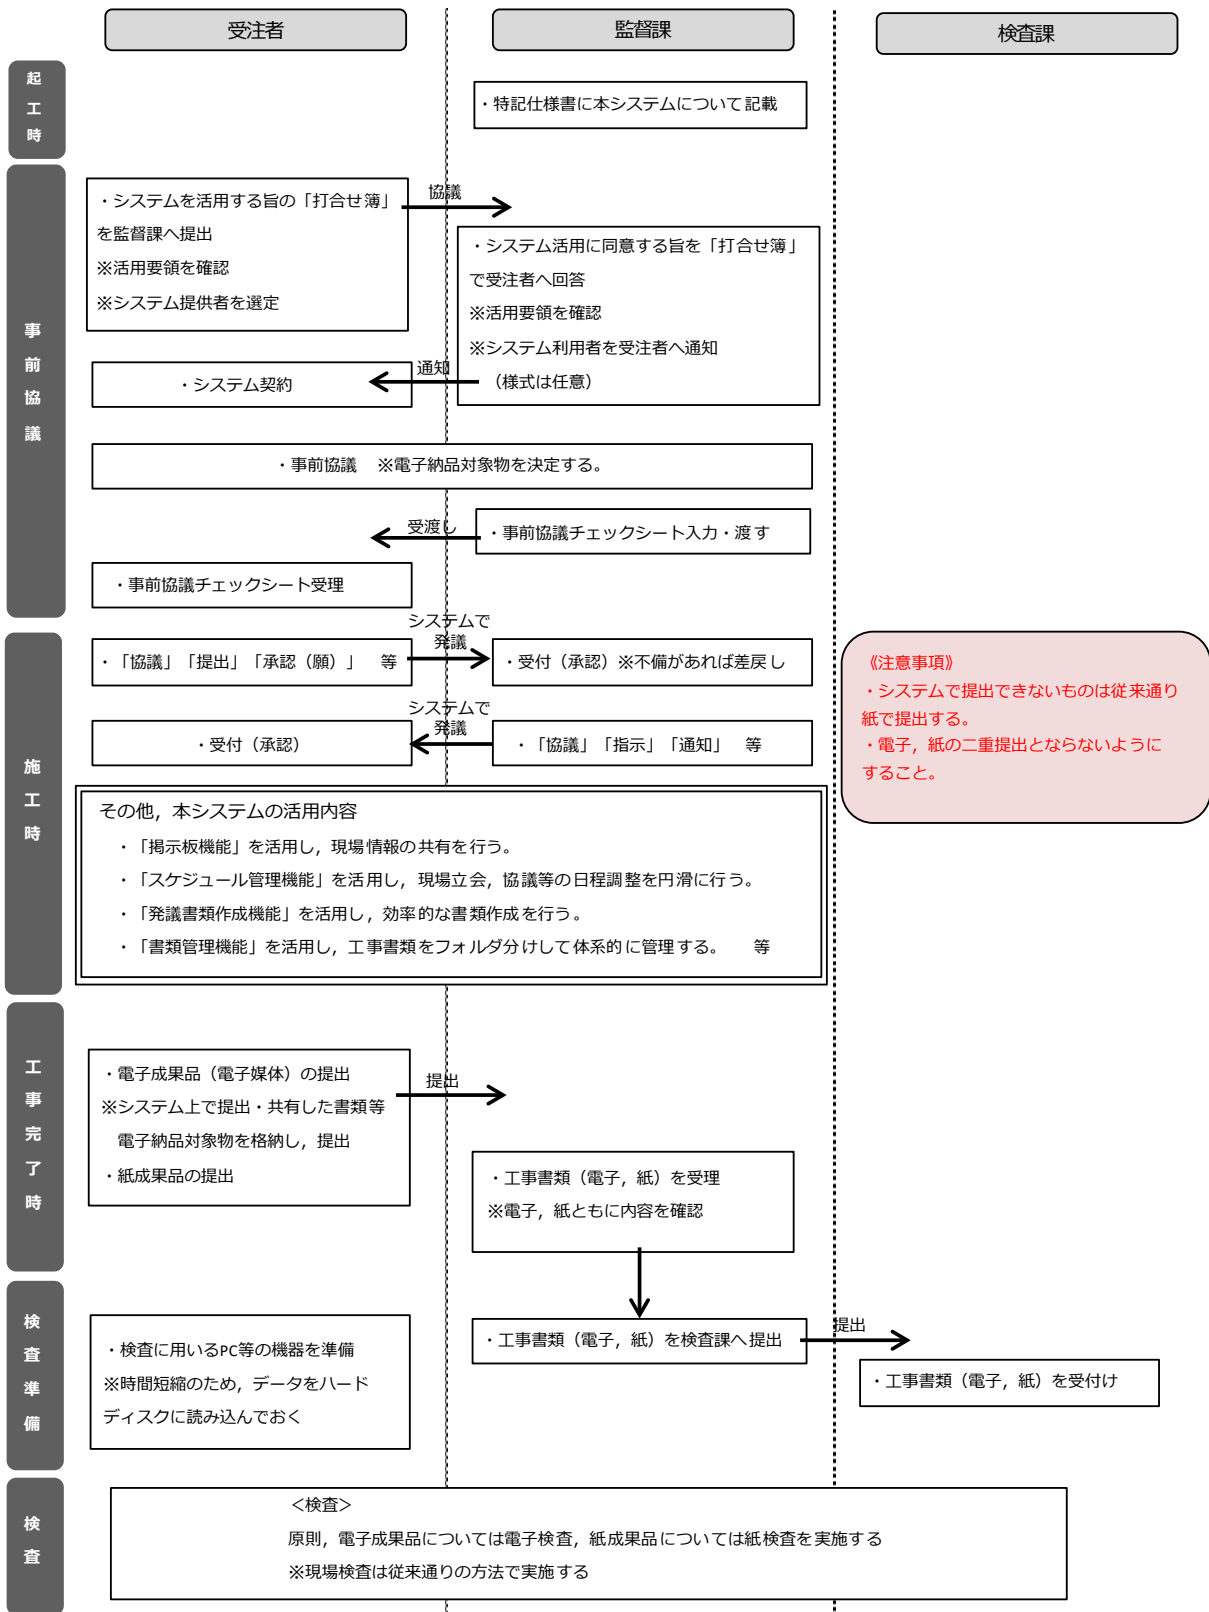 受注者
監督課
検査課
起工時
・特記仕様書に本システムについて記載
事前協議
・システムを活用する旨の「打合せ簿」
を監督課へ提出
※活用要領を確認
※システム提供者を選定
協議
・システム活用に同意する旨を「打合せ簿」
で受注者へ回答
※活用要領を確認
※システム利用者を受注者へ通知
（様式は任意）
通知
・システム契約
・事前協議　※電子納品対象物を決定する。
受渡し
・事前協議チェックシート入力・渡す
・事前協議チェックシート受理
施工時
・「協議」「提出」「承認（願）」　等
システムで
発議
・受付（承認）※不備があれば差戻し
・受付（承認）
システムで
発議
・「協議」「指示」「通知」　等
《注意事項》
・システムで提出できないものは従来通り
紙で提出する。
・電子，紙の二重提出とならないように
すること。
その他，本システムの活用内容
・「掲示板機能」を活用し，現場情報の共有を行う。
・「スケジュール管理機能」を活用し，現場立会，協議等の日程調整を円滑に行う。
・「発議書類作成機能」を活用し，効率的な書類作成を行う。
・「書類管理機能」を活用し，工事書類をフォルダ分けして体系的に管理する。　等
工事完了時
・電子成果品（電子媒体）の提出
※システム上で提出・共有した書類等
電子納品対象物を格納し，提出
・紙成果品の提出
提出
・工事書類（電子，紙）を受理
※電子，紙ともに内容を確認
検査準備
・検査に用いるPC等の機器を準備
※時間短縮のため，データをハード
ディスクに読み込んでおく
・工事書類（電子，紙）を検査課へ提出
提出
・工事書類（電子，紙）を受付け
検査
＜検査＞
原則，電子成果品については電子検査，紙成果品については紙検査を実施する
※現場検査は従来通りの方法で実施する